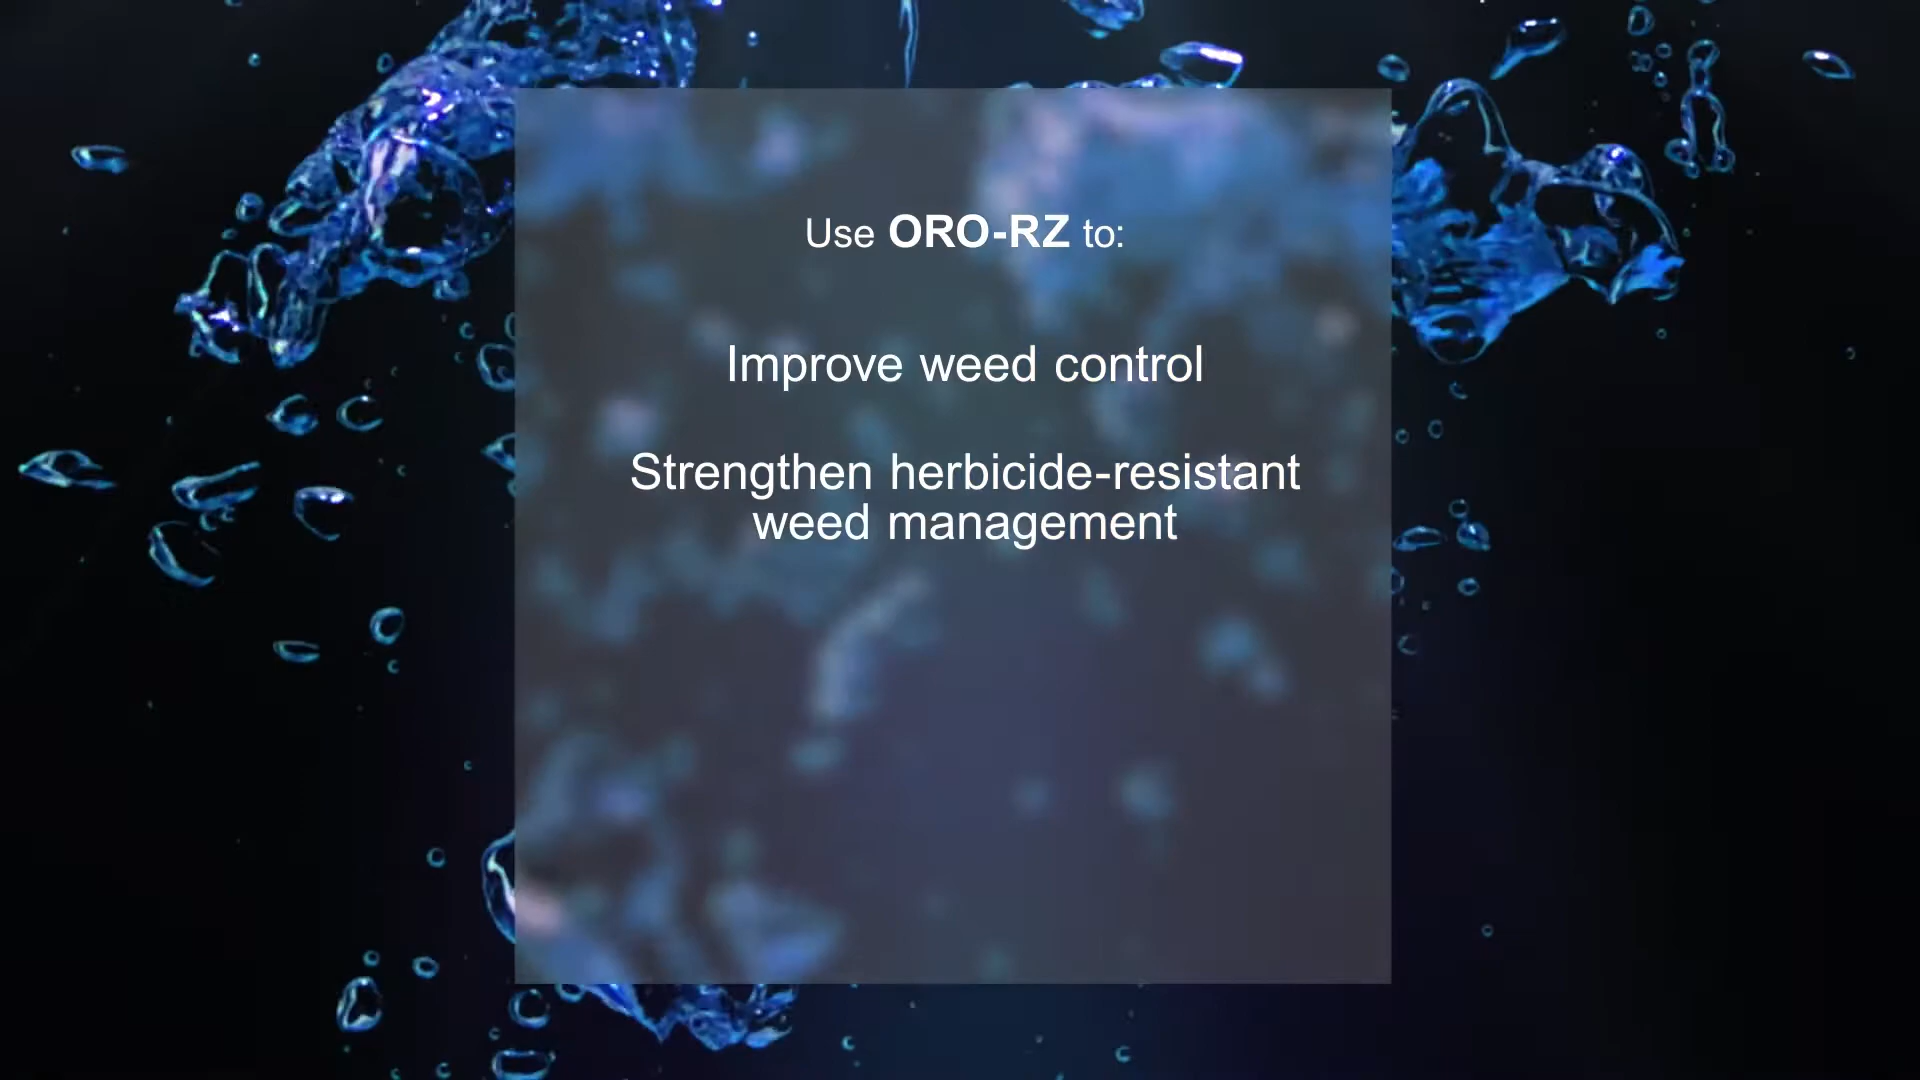 Use ORO-RZ to:
Improve weed control
Strengthen herbicide-resistant
weed management